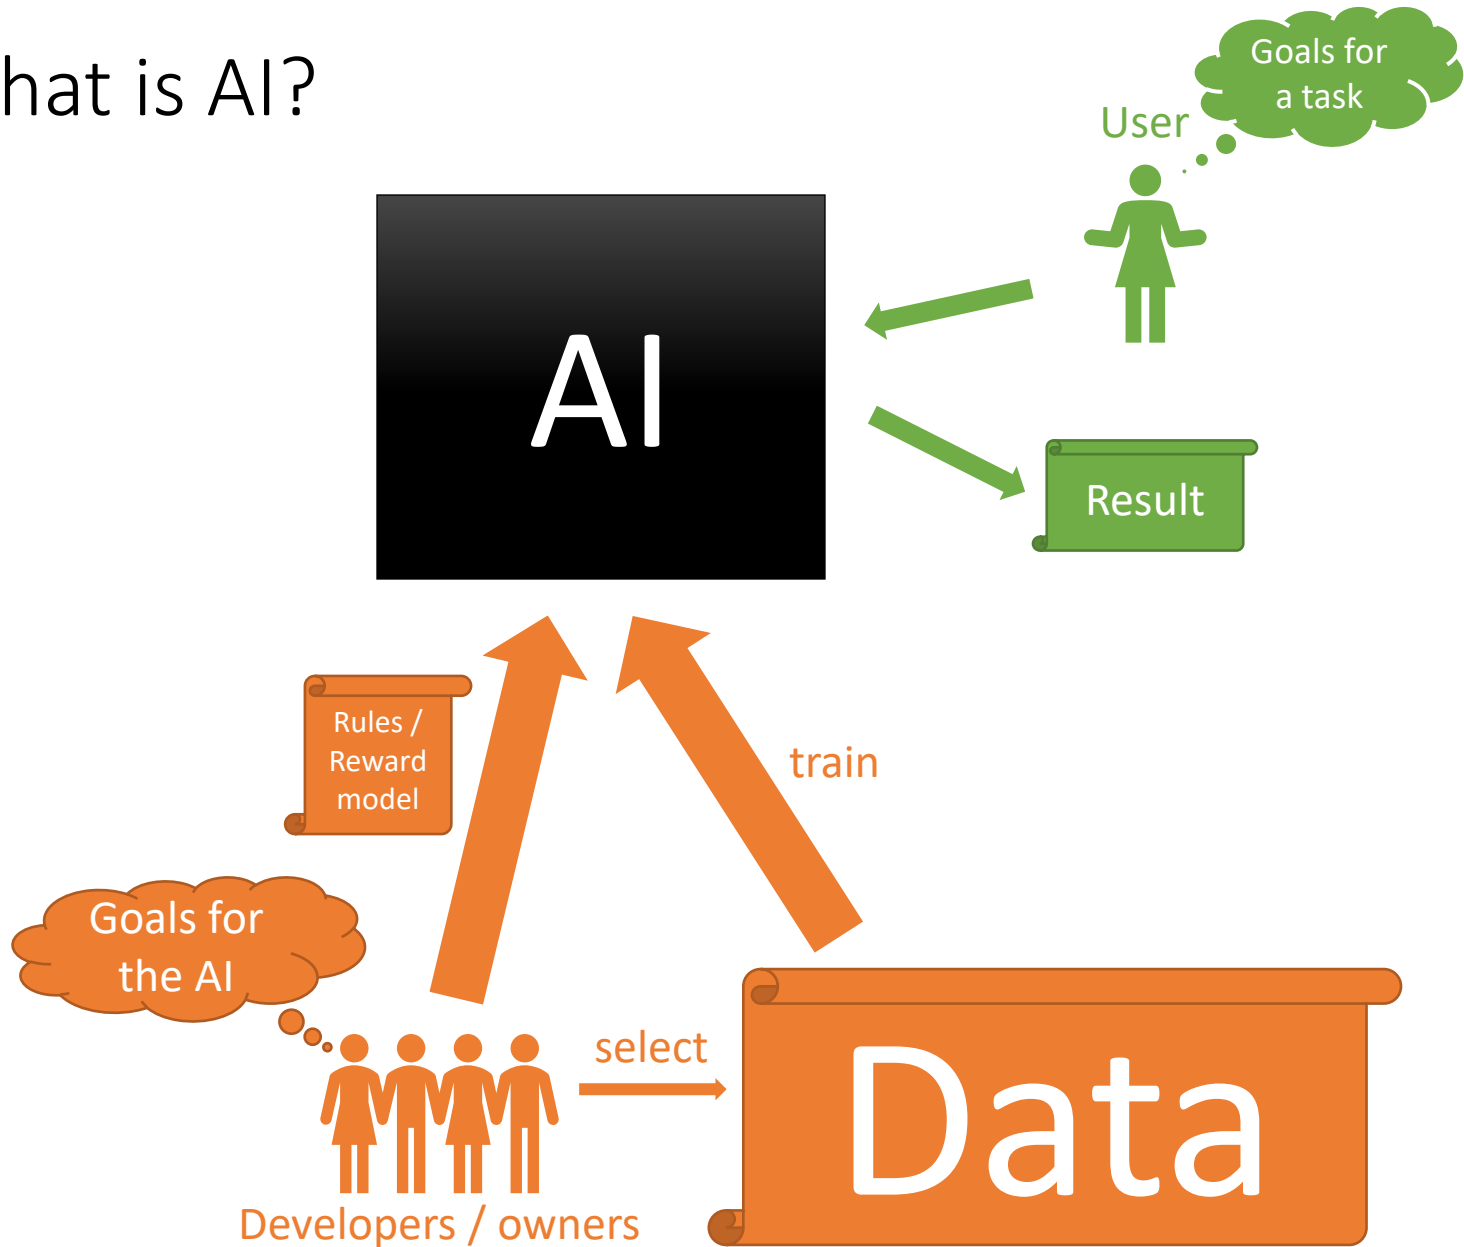 hat is AI?
Goals for
a task
User
AI
Result
Rules /
Reward
model
train
Goals for
the AI
select
Data
Developers / owners